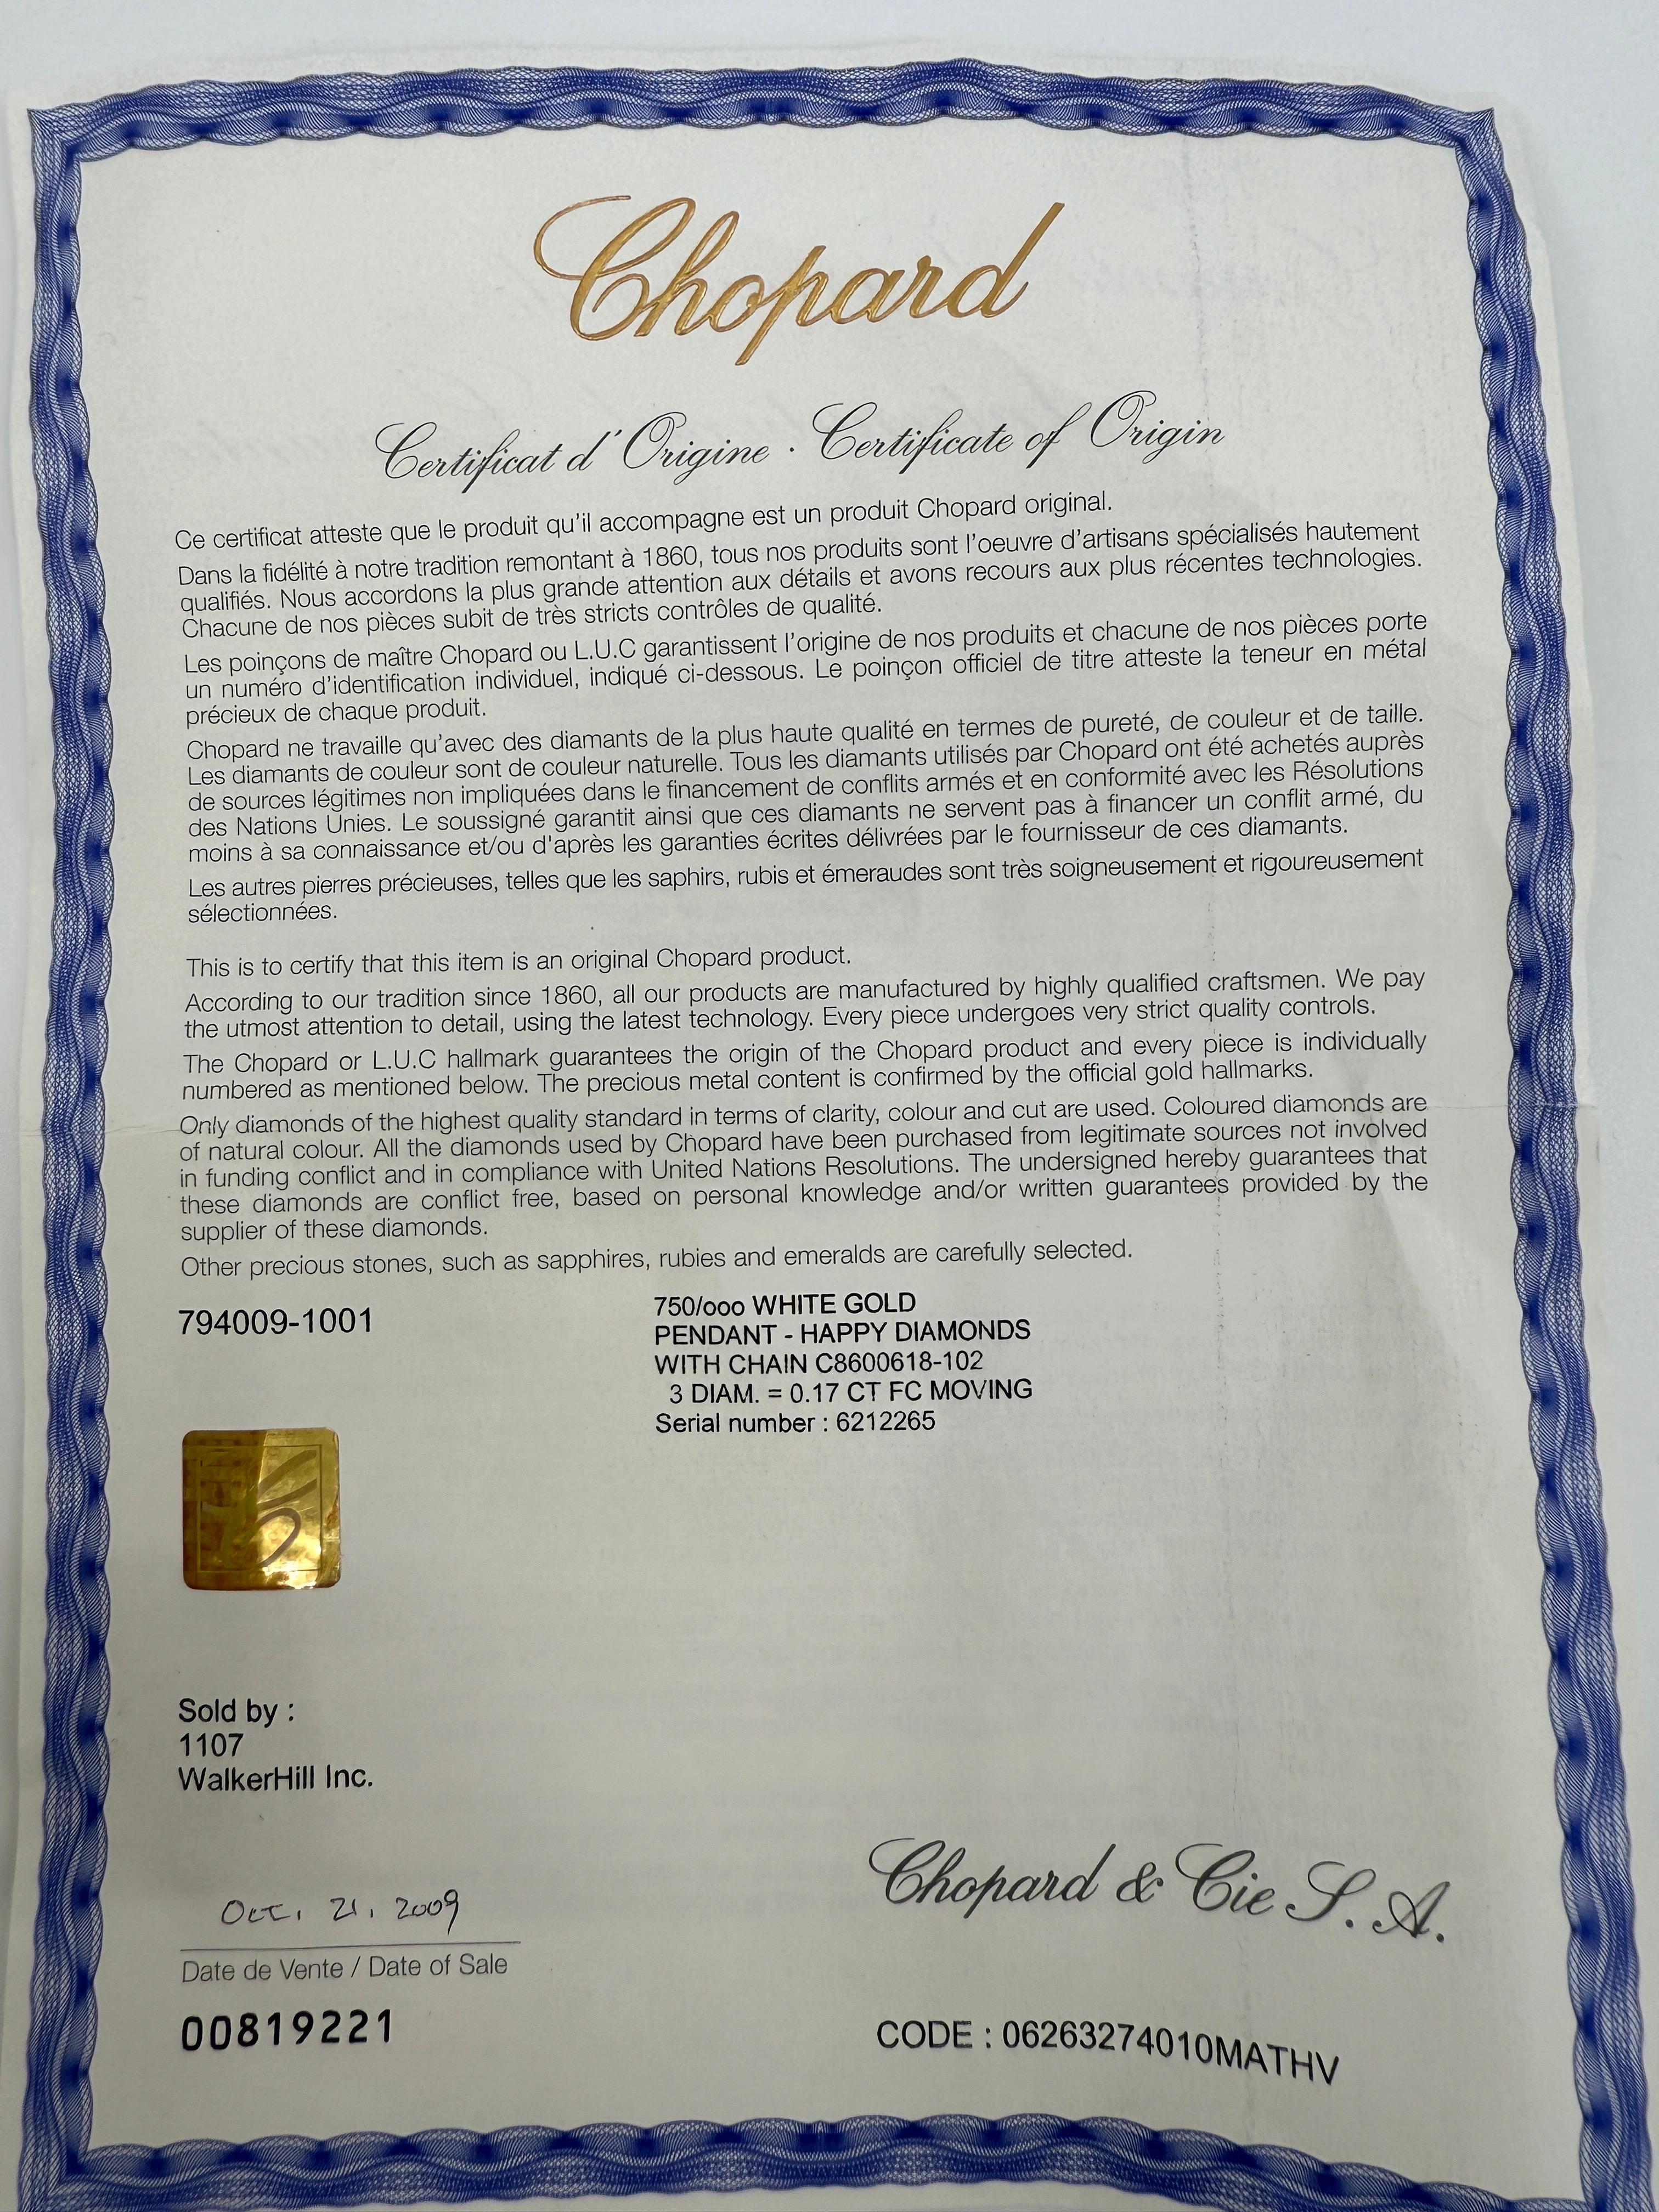 Chopard
Certificat d'Origine · Certificate of Origin
Ce certificat atteste que le produit qu'il accompagne est un produit Chopard original.
Dans la fidélité à notre tradition remontant à 1860, tous nos produits sont l'oeuvre d'artisans spécialisés hautement
qualifiés. Nous accordons la plus grande attention aux détails et avons recours aux plus récentes technologies.
Chacune de nos pièces subit de très stricts contrôles de qualité.
Les poinçons de maître Chopard ou L.U.C garantissent l'origine de nos produits et chacune de nos pièces porte
un numéro d'identification individuel, indiqué ci-dessous. Le poinçon officiel de titre atteste la teneur en métal
précieux de chaque produit.
Chopard ne travaille qu'avec des diamants de la plus haute qualité en termes de pureté, de couleur et de taille.
Les diamants de couleur sont de couleur naturelle. Tous les diamants utilisés par Chopard ont été achetés auprès
de sources légitimes non impliquées dans le financement de conflits armés et en conformité avec les Résolutions
des Nations Unies. Le soussigné garantit ainsi que ces diamants ne servent pas à financer un conflit armé, du
moins à sa connaissance et/ou d'après les garanties écrites délivrées par le fournisseur de ces diamants.
Les autres pierres précieuses, telles que les saphirs, rubis et émeraudes sont très soigneusement et rigoureusement
sélectionnées.
This is to certify that this item is an original Chopard product.
According to our tradition since 1860, all our products are manufactured by highly qualified craftsmen. We pay
the utmost attention to detail, using the latest technology. Every piece undergoes very strict quality controls.
The Chopard or L.U.C hallmark guarantees the origin of the Chopard product and every piece is individually
numbered as mentioned below. The precious metal content is confirmed by the official gold hallmarks.
Only diamonds of the highest quality standard in terms of clarity, colour and cut are used. Coloured diamonds are
of natural colour. All the diamonds used by Chopard have been purchased from legitimate sources not involved
in funding conflict and in compliance with United Nations Resolutions. The undersigned hereby guarantees that
these diamonds are conflict free, based on personal knowledge and/or written guarantees provided by the
supplier of these diamonds.
Other precious stones, such as sapphires, rubies and emeralds are carefully selected.
794009-1001
750/ooo WHITE GOLD
PENDANT - HAPPY DIAMONDS
WITH CHAIN C8600618-102
3 DIAM. = 0.17 CT FC MOVING
Serial number : 6212265
Sold by :
1107
WalkerHill Inc.
Oct. 21, 2009
Date de Vente / Date of Sale
00819221
Chopard & Cie S. A.
CODE : 06263274010MATHV